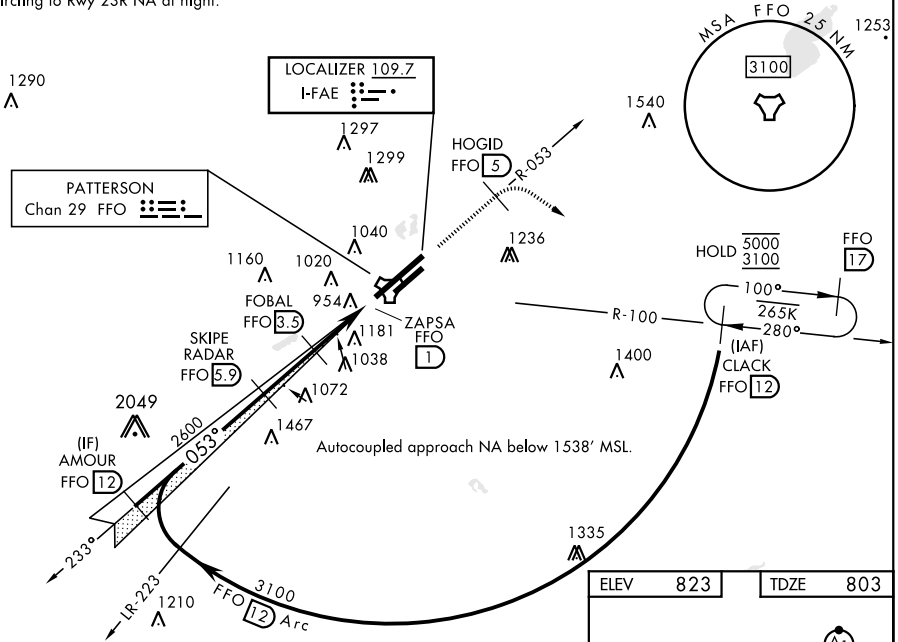 rcling to Rwy 23R NA at night.
MSA FFO 25 NM
3100
1253
1290
LOCALIZER 109.7
I-FAE
1540
1297
1299
HOGID
FFO 5
R-053
PATTERSON
Chan 29 FFO
1040
1236
HOLD 5000
3100
FFO
17
1160
1020
954
FOBAL
FFO 3.5
100°
265K
280°
R-100
ZAPSA
FFO
1
1181
1038
SKIPE
RADAR
FFO 5.9
(IAF)
CLACK
FFO 12
1400
1072
2049
1467
2600
053°
Autocoupled approach NA below 1538' MSL.
(IF)
AMOUR
FFO 12
233°
LR-223
1335
3100
FFO 12 Arc
1210
ELEV 823
TDZE 803